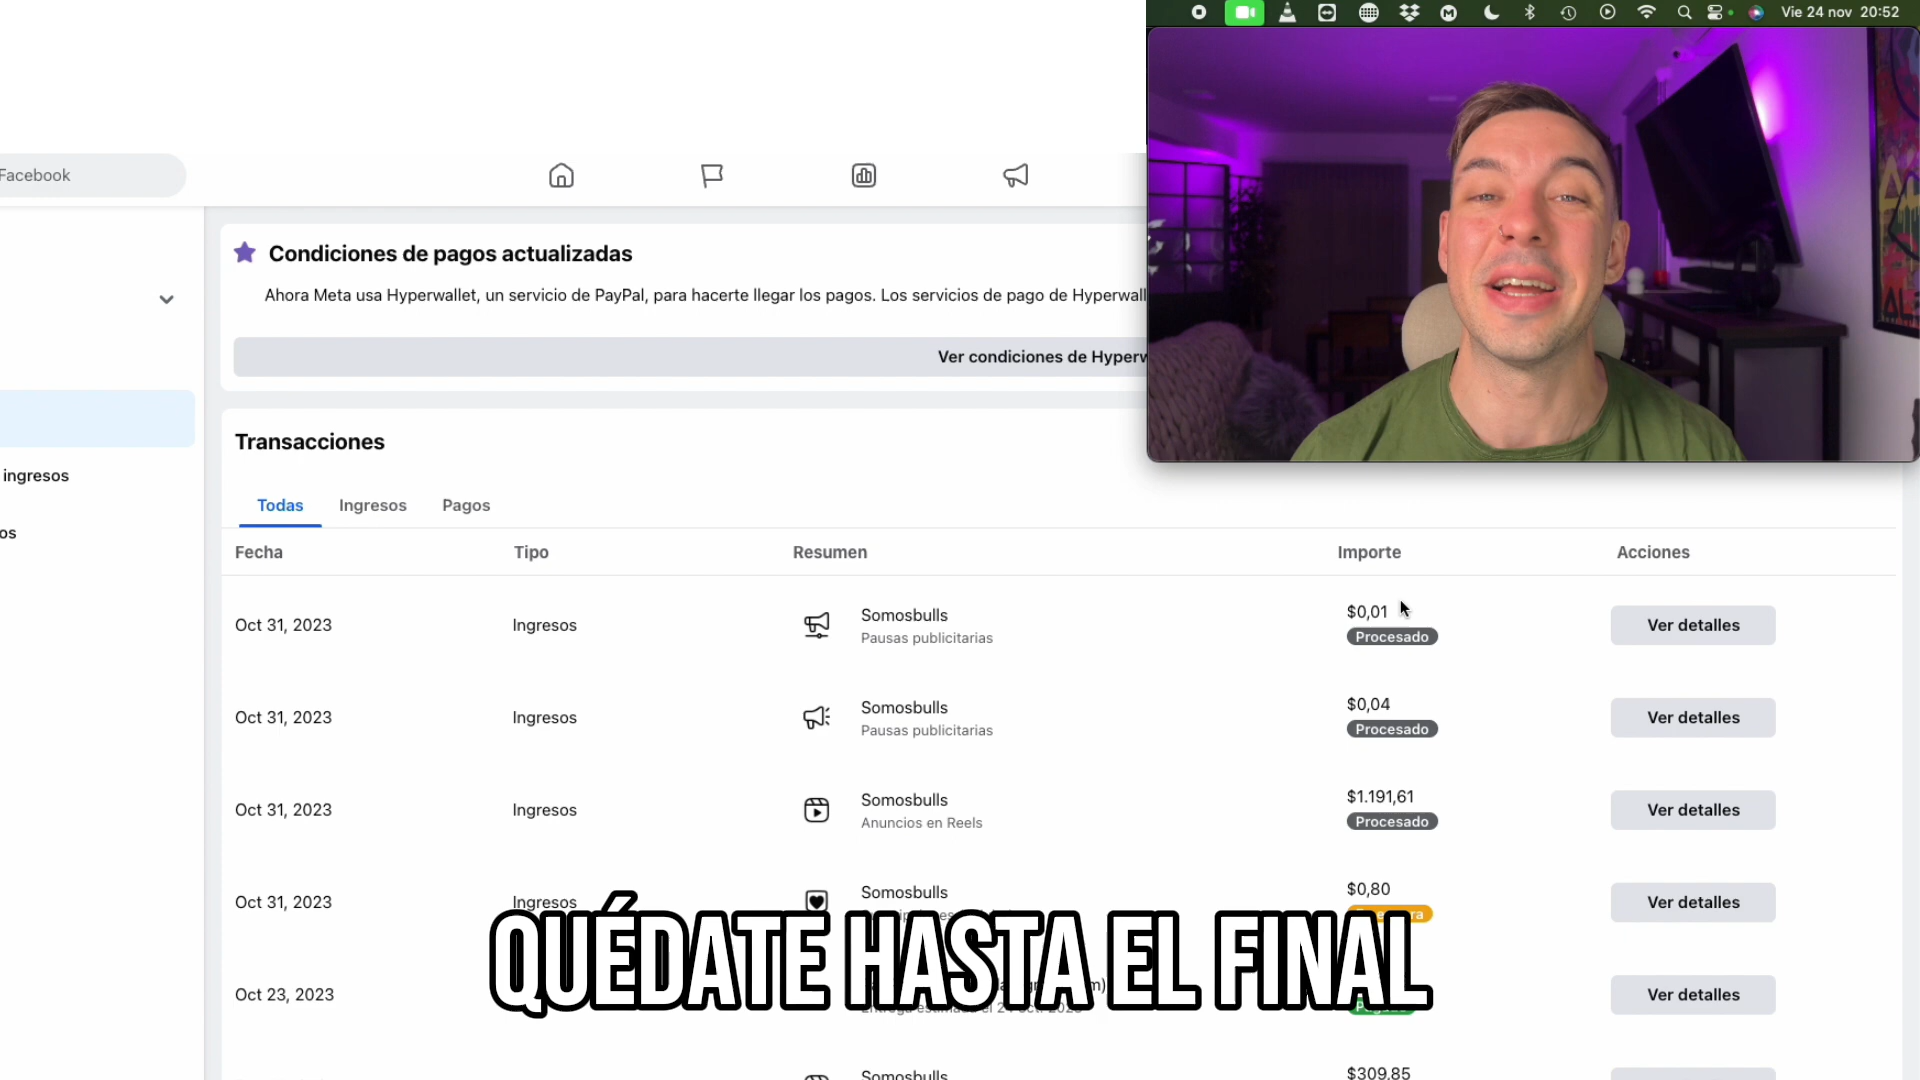 Vie 24 nov 20:52
Facebook
Condiciones de pagos actualizadas
Ahora Meta usa Hyperwallet, un servicio de PayPal, para hacerte llegar los pagos. Los servicios de pago de Hyperwall
Ver condiciones de Hyperw
ingresos
os
Transacciones
Todas Ingresos Pagos
Fecha Tipo Resumen Importe Acciones
Oct 31, 2023 Ingresos Somosbulls Pausas publicitarias $0,01 Procesado Ver detalles
Oct 31, 2023 Ingresos Somosbulls Pausas publicitarias $0,04 Procesado Ver detalles
Oct 31, 2023 Ingresos Somosbulls Anuncios en Reels $1.191,61 Procesado Ver detalles
Oct 31, 2023 Ingresos Somosbulls $0,80 Ver detalles
QUÉDATE HASTA EL FINAL
Oct 23, 2023 Ver detalles
Somosbulls $309,85